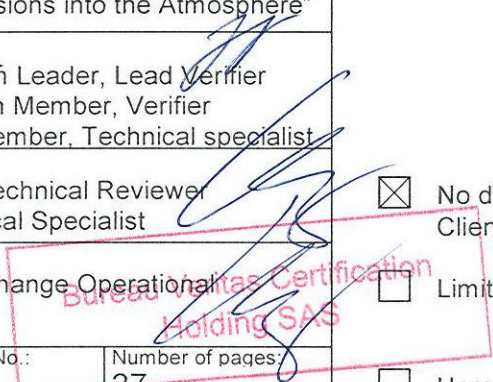 sions into the Atmosphere"
Leader, Lead Verifier
Member, Verifier
ember, Technical specialist
echnical Reviewer
cal Specialist
No d
Clien
hange Operational
Bureau Veritas Certification
Holding SAS
Limit
No.:
Number of pages:
27